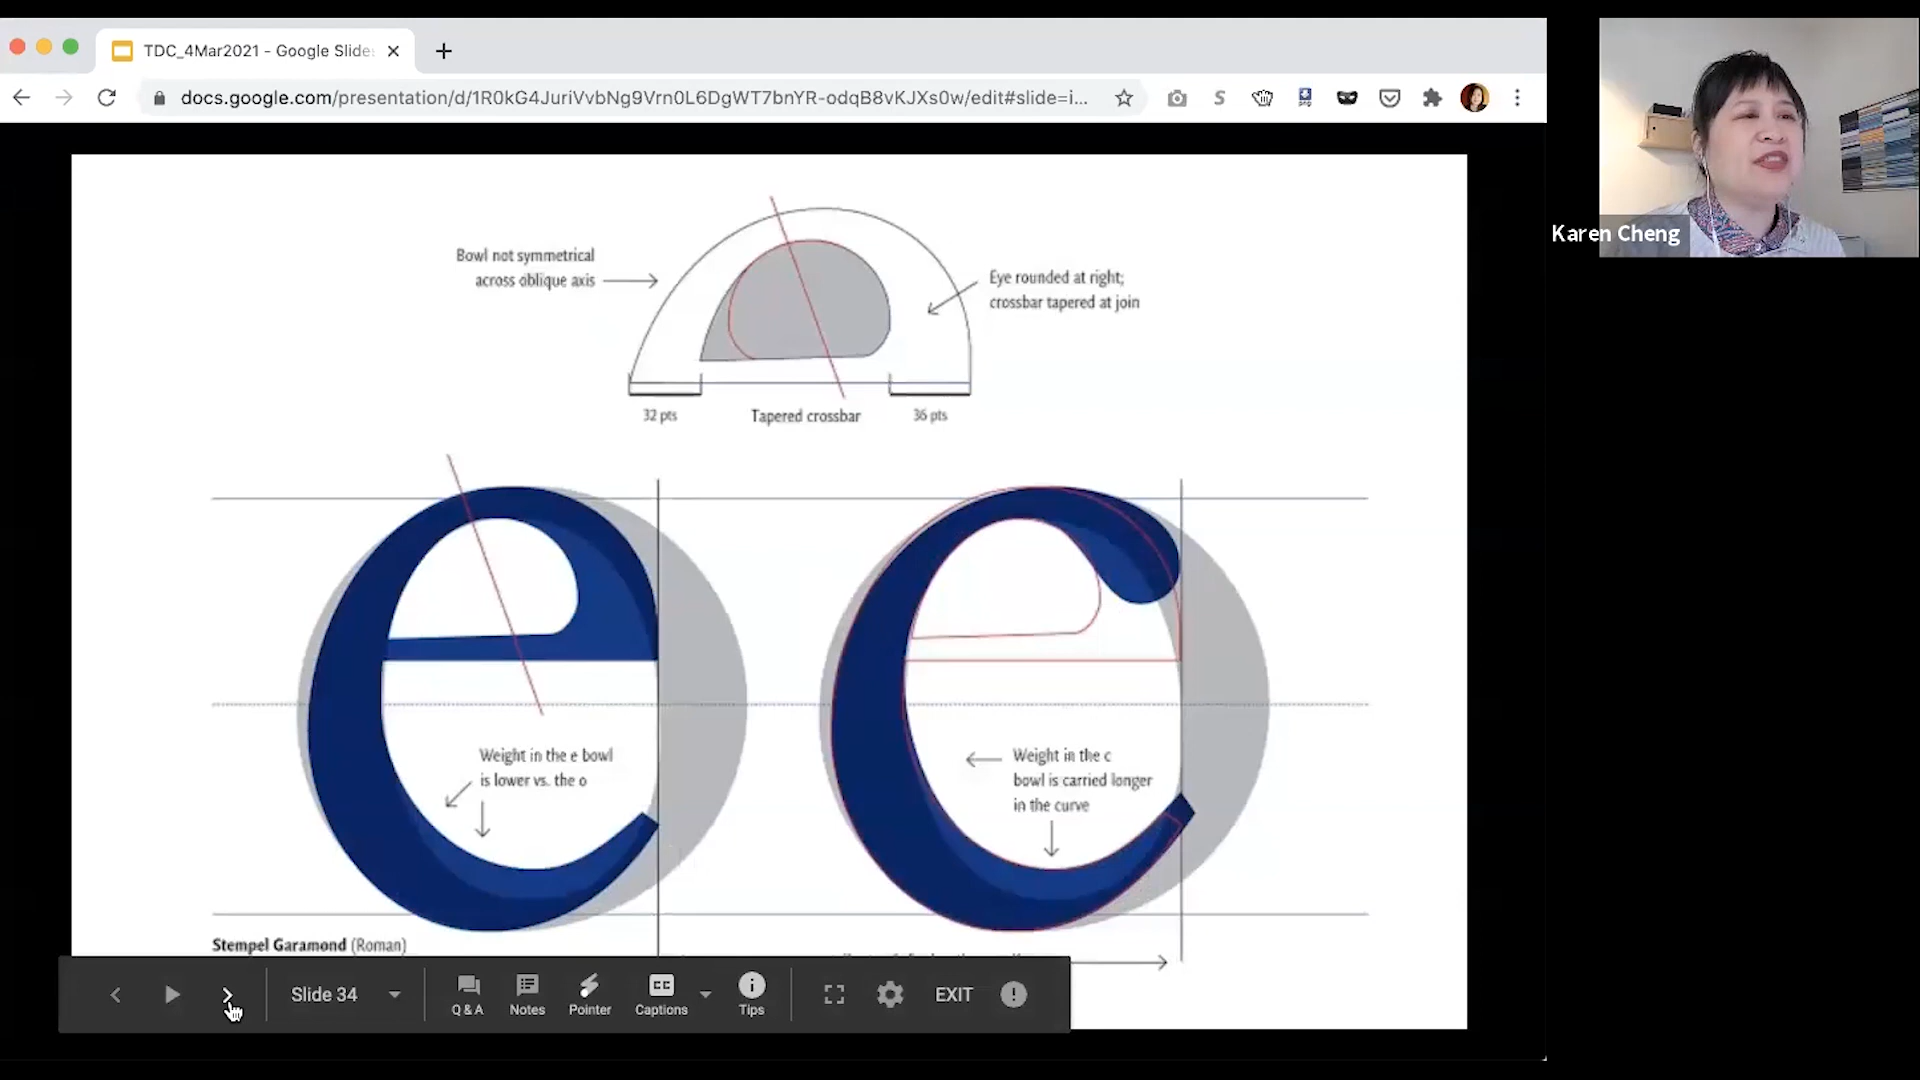 TDC_4Mar2021 - Google Slide
docs.google.com/presentation/d/1R0kG4JuriVvbNg9Vrn0L6DgWT7bnYR-odqB8vKJXs0w/edit#slide=i...
Karen Cheng
Bowl not symmetrical
across oblique axis
Eye rounded at right;
crossbar tapered at join
32 pts
Tapered crossbar
36 pts
Weight in the e bowl
is lower vs. the o
Weight in the c
bowl is carried longer
in the curve
Stempel Garamond (Roman)
Slide 34
Q & A
Notes
Pointer
CC
Captions
Tips
EXIT